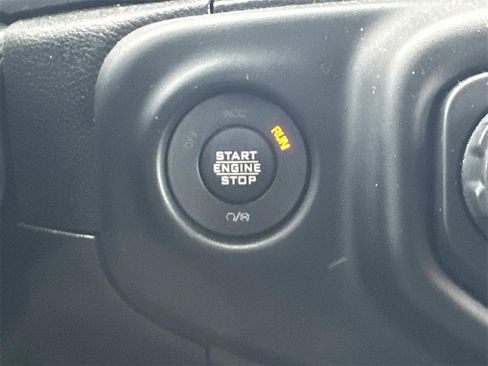 ACC
OFF
RUN
START
ENGINE
STOP